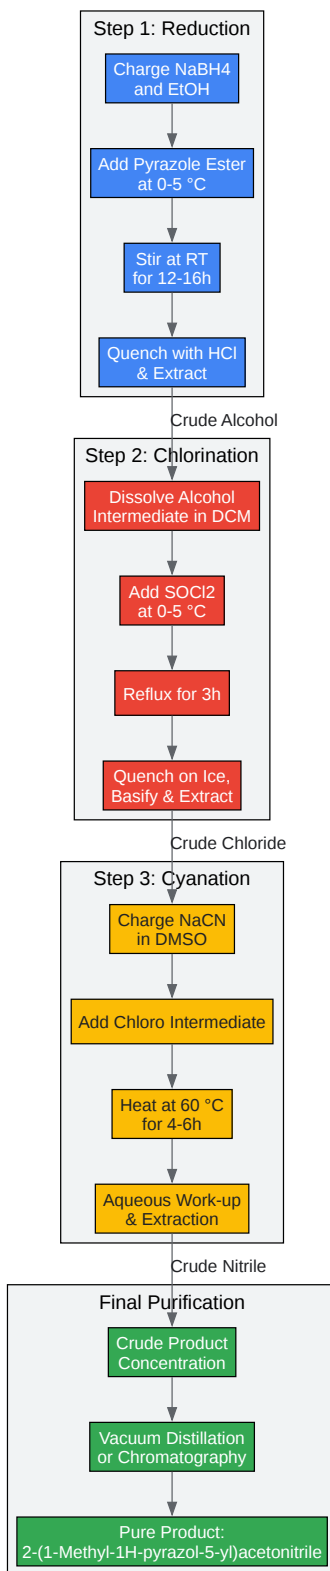 Step 1: Reduction
Charge NaBH4
and EtOH
Add Pyrazole Ester
at 0-5 °C
Stir at RT
for 12-16h
Quench with HCl
& Extract
Crude Alcohol
Step 2: Chlorination
Dissolve Alcohol
Intermediate in DCM
Add SOCl2
at 0-5 °C
Reflux for 3h
Quench on Ice,
Basify & Extract
Crude Chloride
Step 3: Cyanation
Charge NaCN
in DMSO
Add Chloro Intermediate
Heat at 60 °C
for 4-6h
Aqueous Work-up
& Extraction
Crude Nitrile
Final Purification
Crude Product
Concentration
Vacuum Distillation
or Chromatography
Pure Product:
2-(1-Methyl-1H-pyrazol-5-yl)acetonitrile